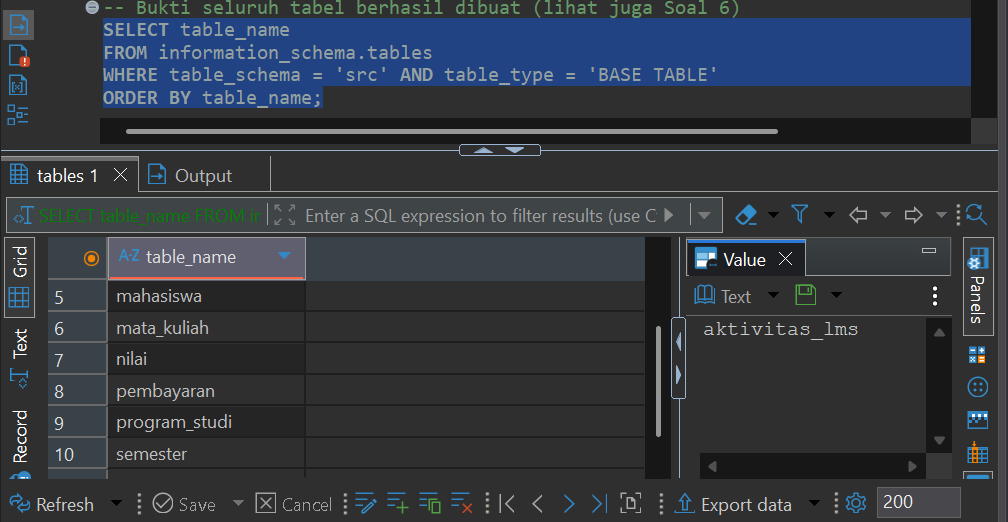 -- Bukti seluruh tabel berhasil dibuat (lihat juga Soal 6)
SELECT table_name
FROM information_schema.tables
WHERE table_schema = 'src' AND table_type = 'BASE TABLE'
ORDER BY table_name;
tables 1
Output
SELECT table_name FROM
Enter a SQL expression to filter results (use C
Grid
Text
Record
A-Z table_name
5 mahasiswa
6 mata_kuliah
7 nilai
8 pembayaran
9 program_studi
10 semester
Value
Text
aktivitas_lms
Panels
Refresh
Save
Cancel
Export data
200